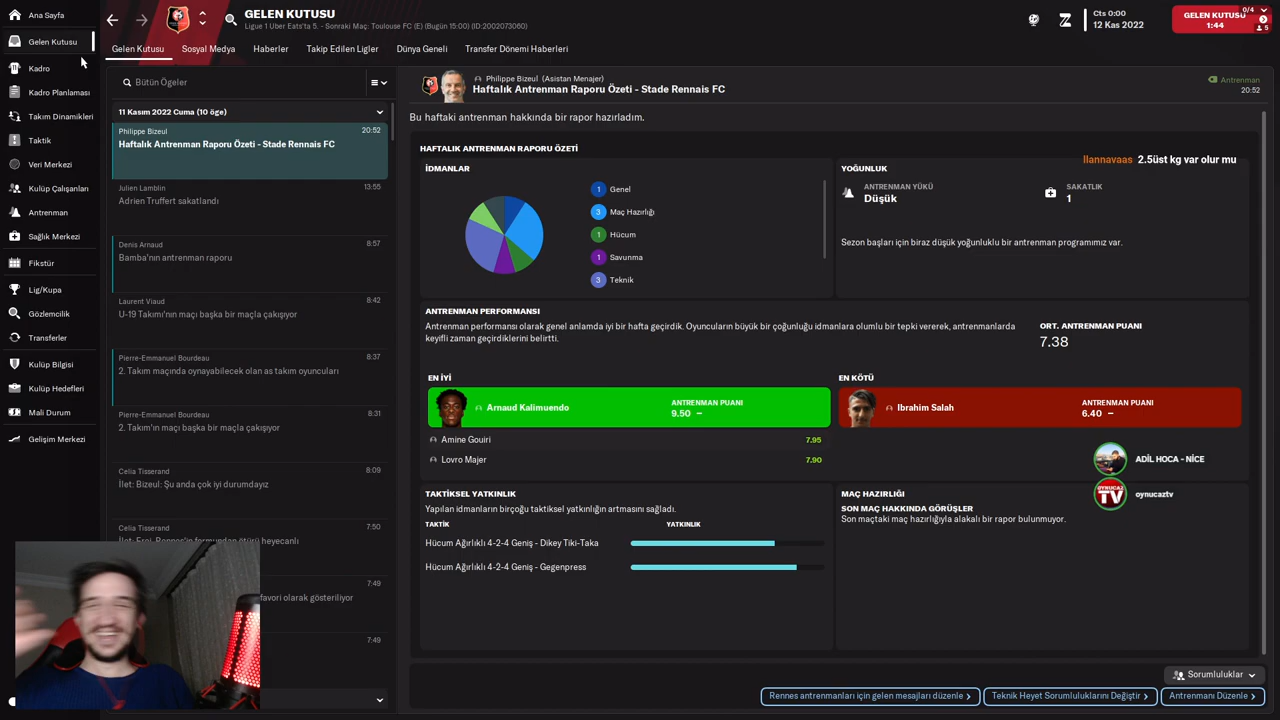 Ana Sayfa
Gelen Kutusu
Kadro
Kadro Planlaması
Takım Dinamikleri
Taktik
Veri Merkezi
Kulüp Çalışanları
Antrenman
Sağlık Merkezi
Fikstür
Lig/Kupa
Gözlemcilik
Transferler
Kulüp Bilgisi
Kulüp Hedefleri
Mali Durum
Gelişim Merkezi
GELEN KUTUSU
Ligue 1 Uber Eats'ta 5. - Sonraki Maç: Toulouse FC (E) (Bugün 15:00) (ID:2002073060)
Cts 0:00
12 Kas 2022
0/4
GELEN KUTUSU
1:44
5
Gelen Kutusu
Sosyal Medya
Haberler
Takip Edilen Ligler
Dünya Geneli
Transfer Dönemi Haberleri
Bütün Ögeler
11 Kasım 2022 Cuma (10 öge)
Philippe Bizeul 20:52
Haftalık Antrenman Raporu Özeti - Stade Rennais FC
Julien Lamblin 13:55
Adrien Truffert sakatlandı
Denis Arnaud 8:57
Bamba'nın antrenman raporu
Laurent Viaud 8:42
U-19 Takımı'nın maçı başka bir maçla çakışıyor
Pierre-Emmanuel Bourdeau 8:37
2. Takım maçında oynayabilecek olan as takım oyuncuları
Pierre-Emmanuel Bourdeau 8:31
2. Takım'ın maçı başka bir maçla çakışıyor
Celia Tisserand 8:09
İlet: Bizeul: Şu anda çok iyi durumdayız
Celia Tisserand 7:50
heyecanlı
7:49
favori olarak gösteriliyor
7:49
Philippe Bizeul (Asistan Menajer)
Haftalık Antrenman Raporu Özeti - Stade Rennais FC
Antrenman
20:52
Bu haftaki antrenman hakkında bir rapor hazırladım.
HAFTALIK ANTRENMAN RAPORU ÖZETİ
İDMANLAR
1 Genel
3 Maç Hazırlığı
1 Hücum
1 Savunma
3 Teknik
YOĞUNLUK
ANTRENMAN YÜKÜ
Düşük
SAKATLIK
1
Sezon başları için biraz düşük yoğunluklu bir antrenman programımız var.
Ilannavaas 2.5üst kg var olur mu
ANTRENMAN PERFORMANSI
Antrenman performansı olarak genel anlamda iyi bir hafta geçirdik. Oyuncuların büyük bir çoğunluğu idmanlara olumlu bir tepki vererek, antrenmanlarda
keyifli zaman geçirdiklerini belirtti.
ORT. ANTRENMAN PUANI
7.38
EN İYİ
Arnaud Kalimuendo
ANTRENMAN PUANI
9.50 –
Amine Gouiri 7.95
Lovro Majer 7.90
EN KÖTÜ
Ibrahim Salah
ANTRENMAN PUANI
6.40 –
ADİL HOCA - NİCE
OYNUCAZ TV
oynucaztv
TAKTİKSEL YATKINLIK
Yapılan idmanların birçoğu taktiksel yatkınlığın artmasını sağladı.
TAKTİK YATKINLIK
Hücum Ağırlıklı 4-2-4 Geniş - Dikey Tiki-Taka
Hücum Ağırlıklı 4-2-4 Geniş - Gegenpress
MAÇ HAZIRLIĞI
SON MAÇ HAKKINDA GÖRÜŞLER
Son maçtaki maç hazırlığıyla alakalı bir rapor bulunmuyor.
Sorumluluklar
Rennes antrenmanları için gelen mesajları düzenle
Teknik Heyet Sorumluluklarını Değiştir
Antrenmanı Düzenle